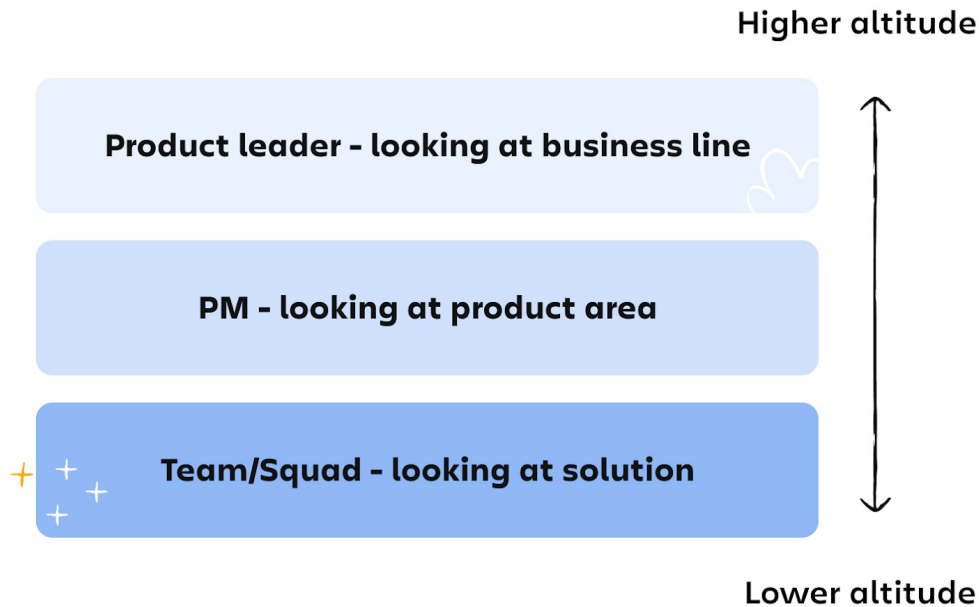 Higher altitude
Product leader - looking at business line
PM - looking at product area
Team/Squad - looking at solution
Lower altitude